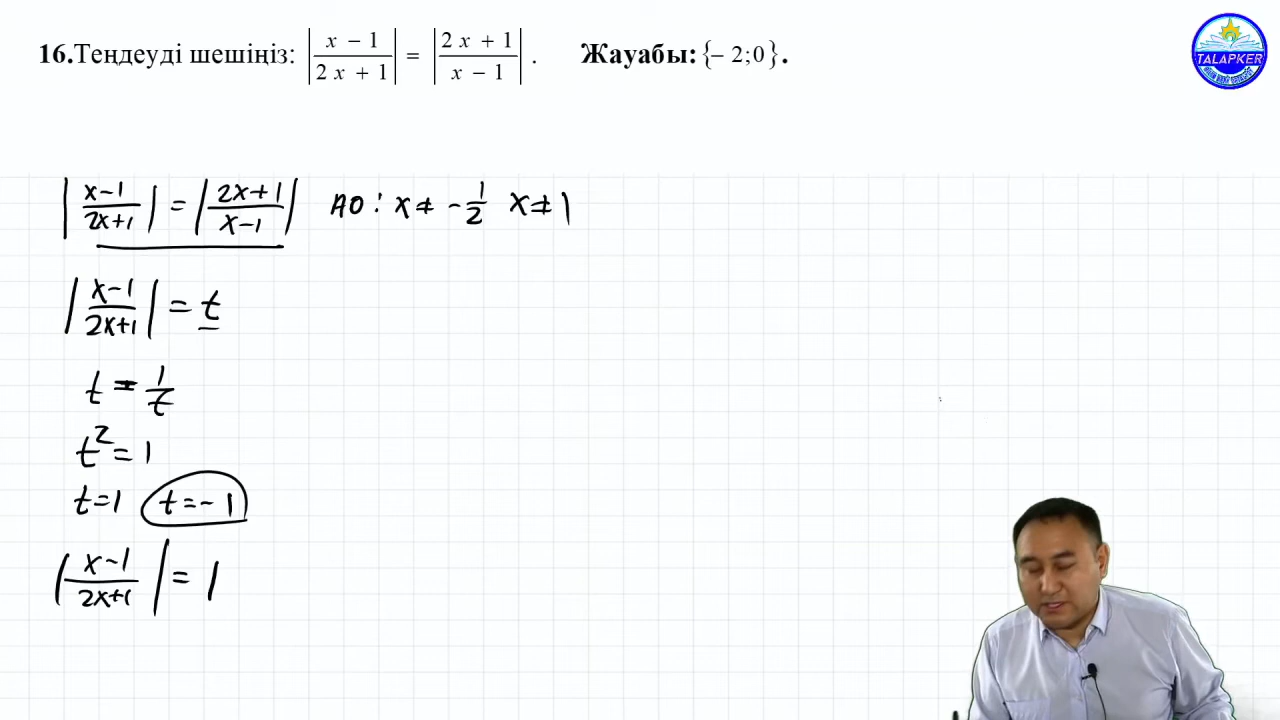 16.Теңдеуді шешіңіз: |x − 1 / 2x + 1| = |2x + 1 / x − 1|. Жауабы: {− 2;0}.
TALAPKER
|x−1 / 2x+1| = |2x+1 / x−1| АО: x ≠ −1/2 x ≠ 1
|x−1 / 2x+1| = t
t = 1/t
t² = 1
t=1 t=−1
|x−1 / 2x+1| = 1